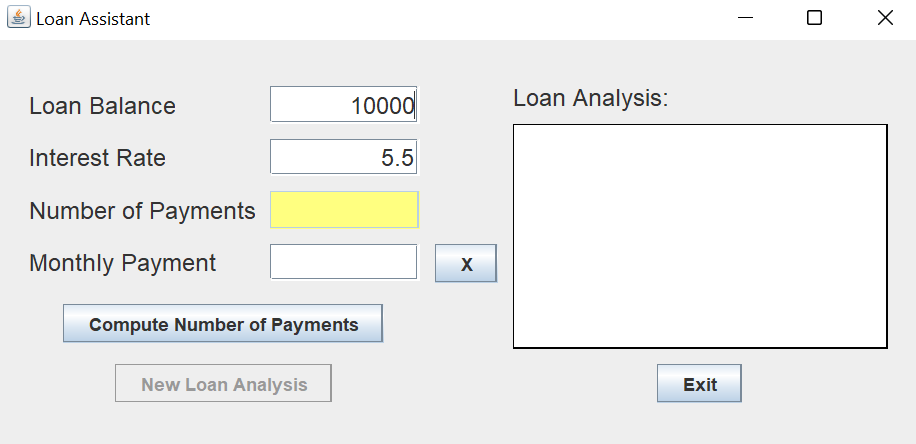 Loan Assistant
Loan Balance 10000
Interest Rate 5.5
Number of Payments
Monthly Payment X
Compute Number of Payments
New Loan Analysis
Loan Analysis:
Exit